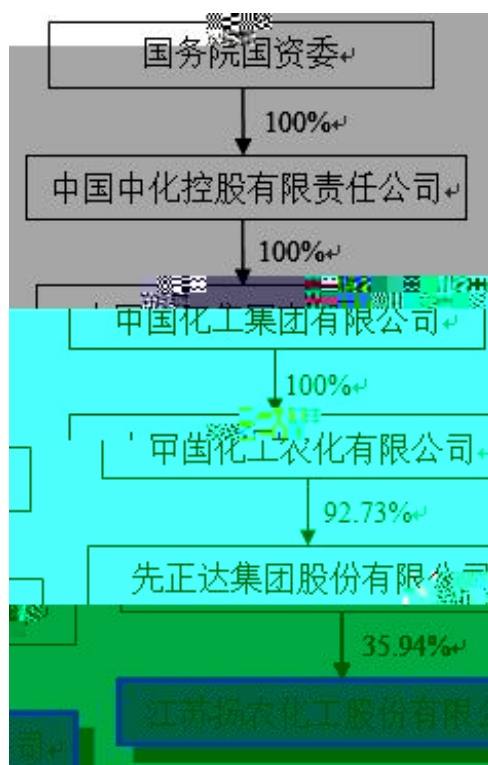 国务院国资委
100%
中国中化控股有限责任公司
100%
中国化工集团有限公司
100%
中国化工农化有限公司
92.73%
先正达集团股份有限公司
35.94%
江苏扬农化工股份有限
司